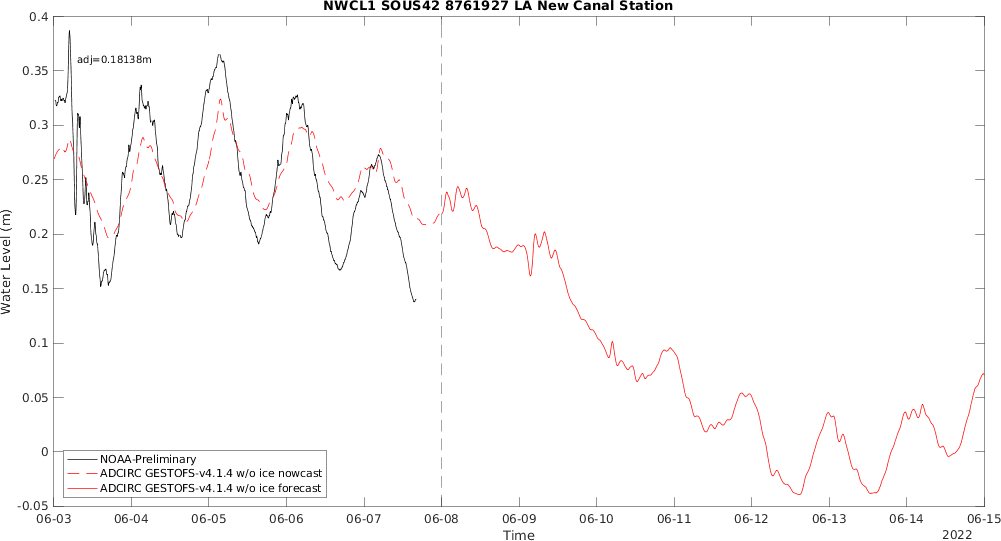 NWCL1 SOUS42 8761927 LA New Canal Station
adj=0.18138m
Water Level (m)
0.4
0.35
0.3
0.25
0.2
0.15
0.1
0.05
0
-0.05
NOAA-Preliminary
ADCIRC GESTOFS-v4.1.4 w/o ice nowcast
ADCIRC GESTOFS-v4.1.4 w/o ice forecast
06-03 06-04 06-05 06-06 06-07 06-08 06-09 06-10 06-11 06-12 06-13 06-14 06-15
Time
2022